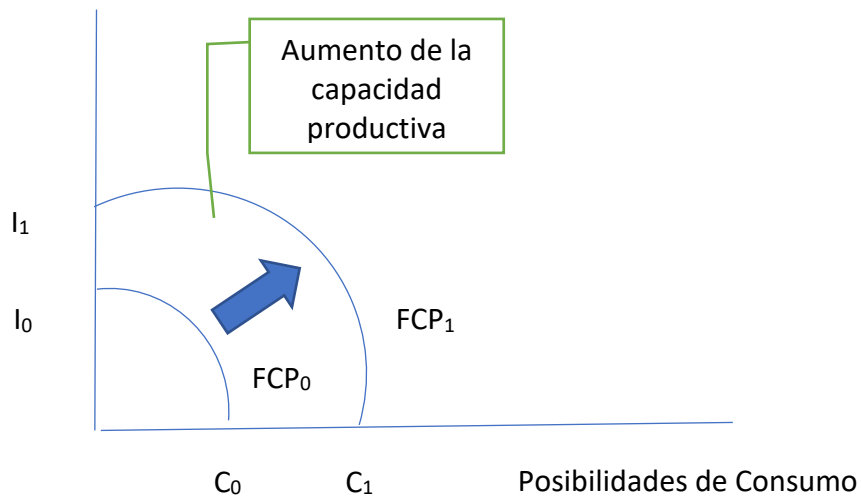 Aumento de la
capacidad
productiva
I₁
I₀
FCP₁
FCP₀
C₀ C₁ Posibilidades de Consumo